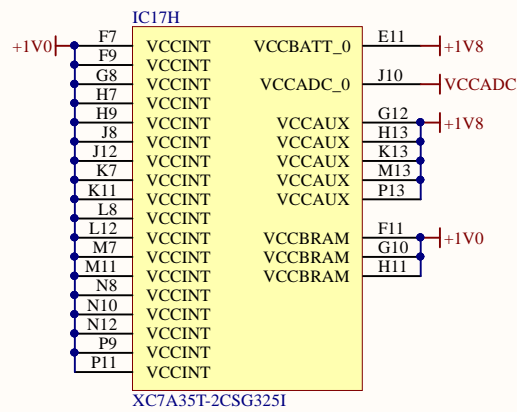 IC17H
+1V0 F7 VCCINT VCCBATT_0 E11 +1V8
F9 VCCINT
G8 VCCINT VCCADC_0 J10 VCCADC
H7 VCCINT
H9 VCCINT VCCAUX G12 +1V8
J8 VCCINT VCCAUX H13
J12 VCCINT VCCAUX K13
K7 VCCINT VCCAUX M13
K11 VCCINT VCCAUX P13
L8 VCCINT
L12 VCCINT VCCBRAM F11 +1V0
M7 VCCINT VCCBRAM G10
M11 VCCINT VCCBRAM H11
N8 VCCINT
N10 VCCINT
N12 VCCINT
P9 VCCINT
P11 VCCINT
XC7A35T-2CSG325I